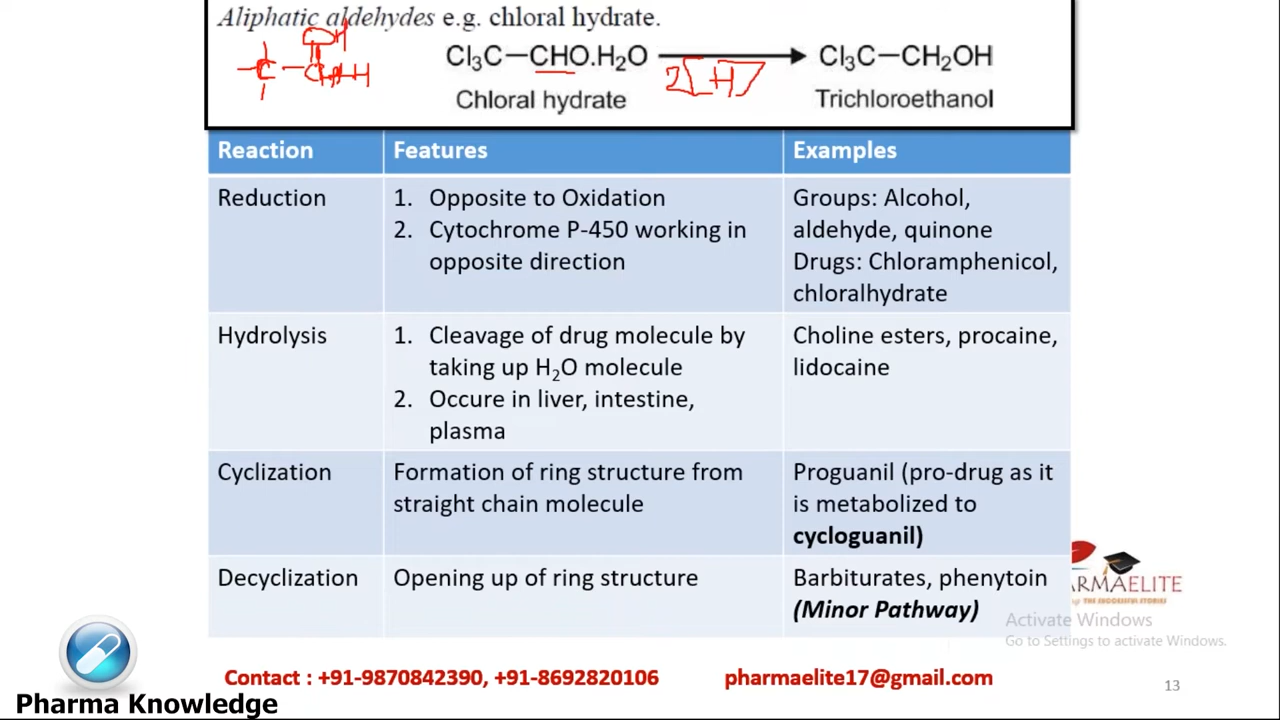 Aliphatic aldehydes e.g. chloral hydrate.
Cl₃C—CHO.H₂O → Cl₃C—CH₂OH
2[H]
Chloral hydrate Trichloroethanol
Reaction Features Examples
Reduction 1. Opposite to Oxidation Groups: Alcohol,
2. Cytochrome P-450 working in aldehyde, quinone
opposite direction Drugs: Chloramphenicol,
chloralhydrate
Hydrolysis 1. Cleavage of drug molecule by Choline esters, procaine,
taking up H₂O molecule lidocaine
2. Occure in liver, intestine,
plasma
Cyclization Formation of ring structure from Proguanil (pro-drug as it
straight chain molecule is metabolized to
cycloguanil)
Decyclization Opening up of ring structure Barbiturates, phenytoin
(Minor Pathway)
ARMAELITE
THE SUCCESSFUL STORIES
Activate Windows
Go to Settings to activate Windows.
Contact : +91-9870842390, +91-8692820106 pharmaelite17@gmail.com
13
Pharma Knowledge